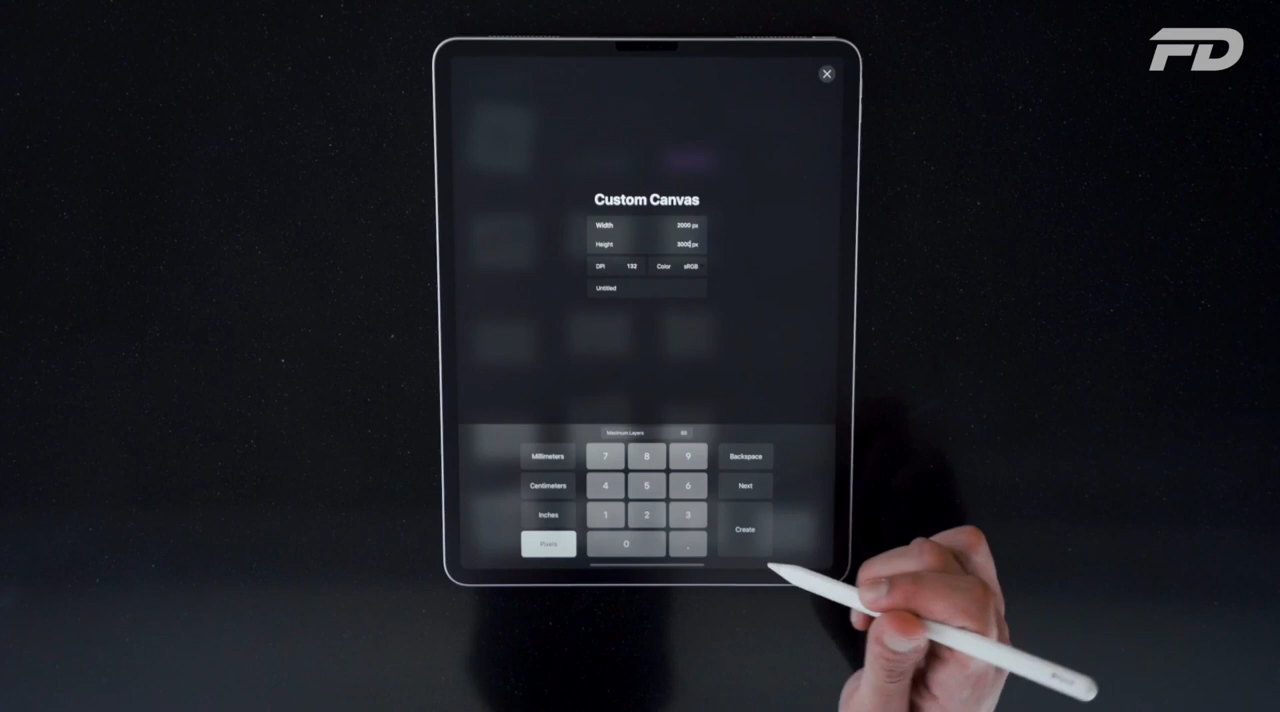 FD
Custom Canvas
Width 3000 px
Height 3000 px
DPI 132 Color sRGB
Untitled
Maximum Layers
Millimeters 7 8 9 Backspace
Centimeters 4 5 6 Next
Inches 1 2 3 Create
Pixels 0 .